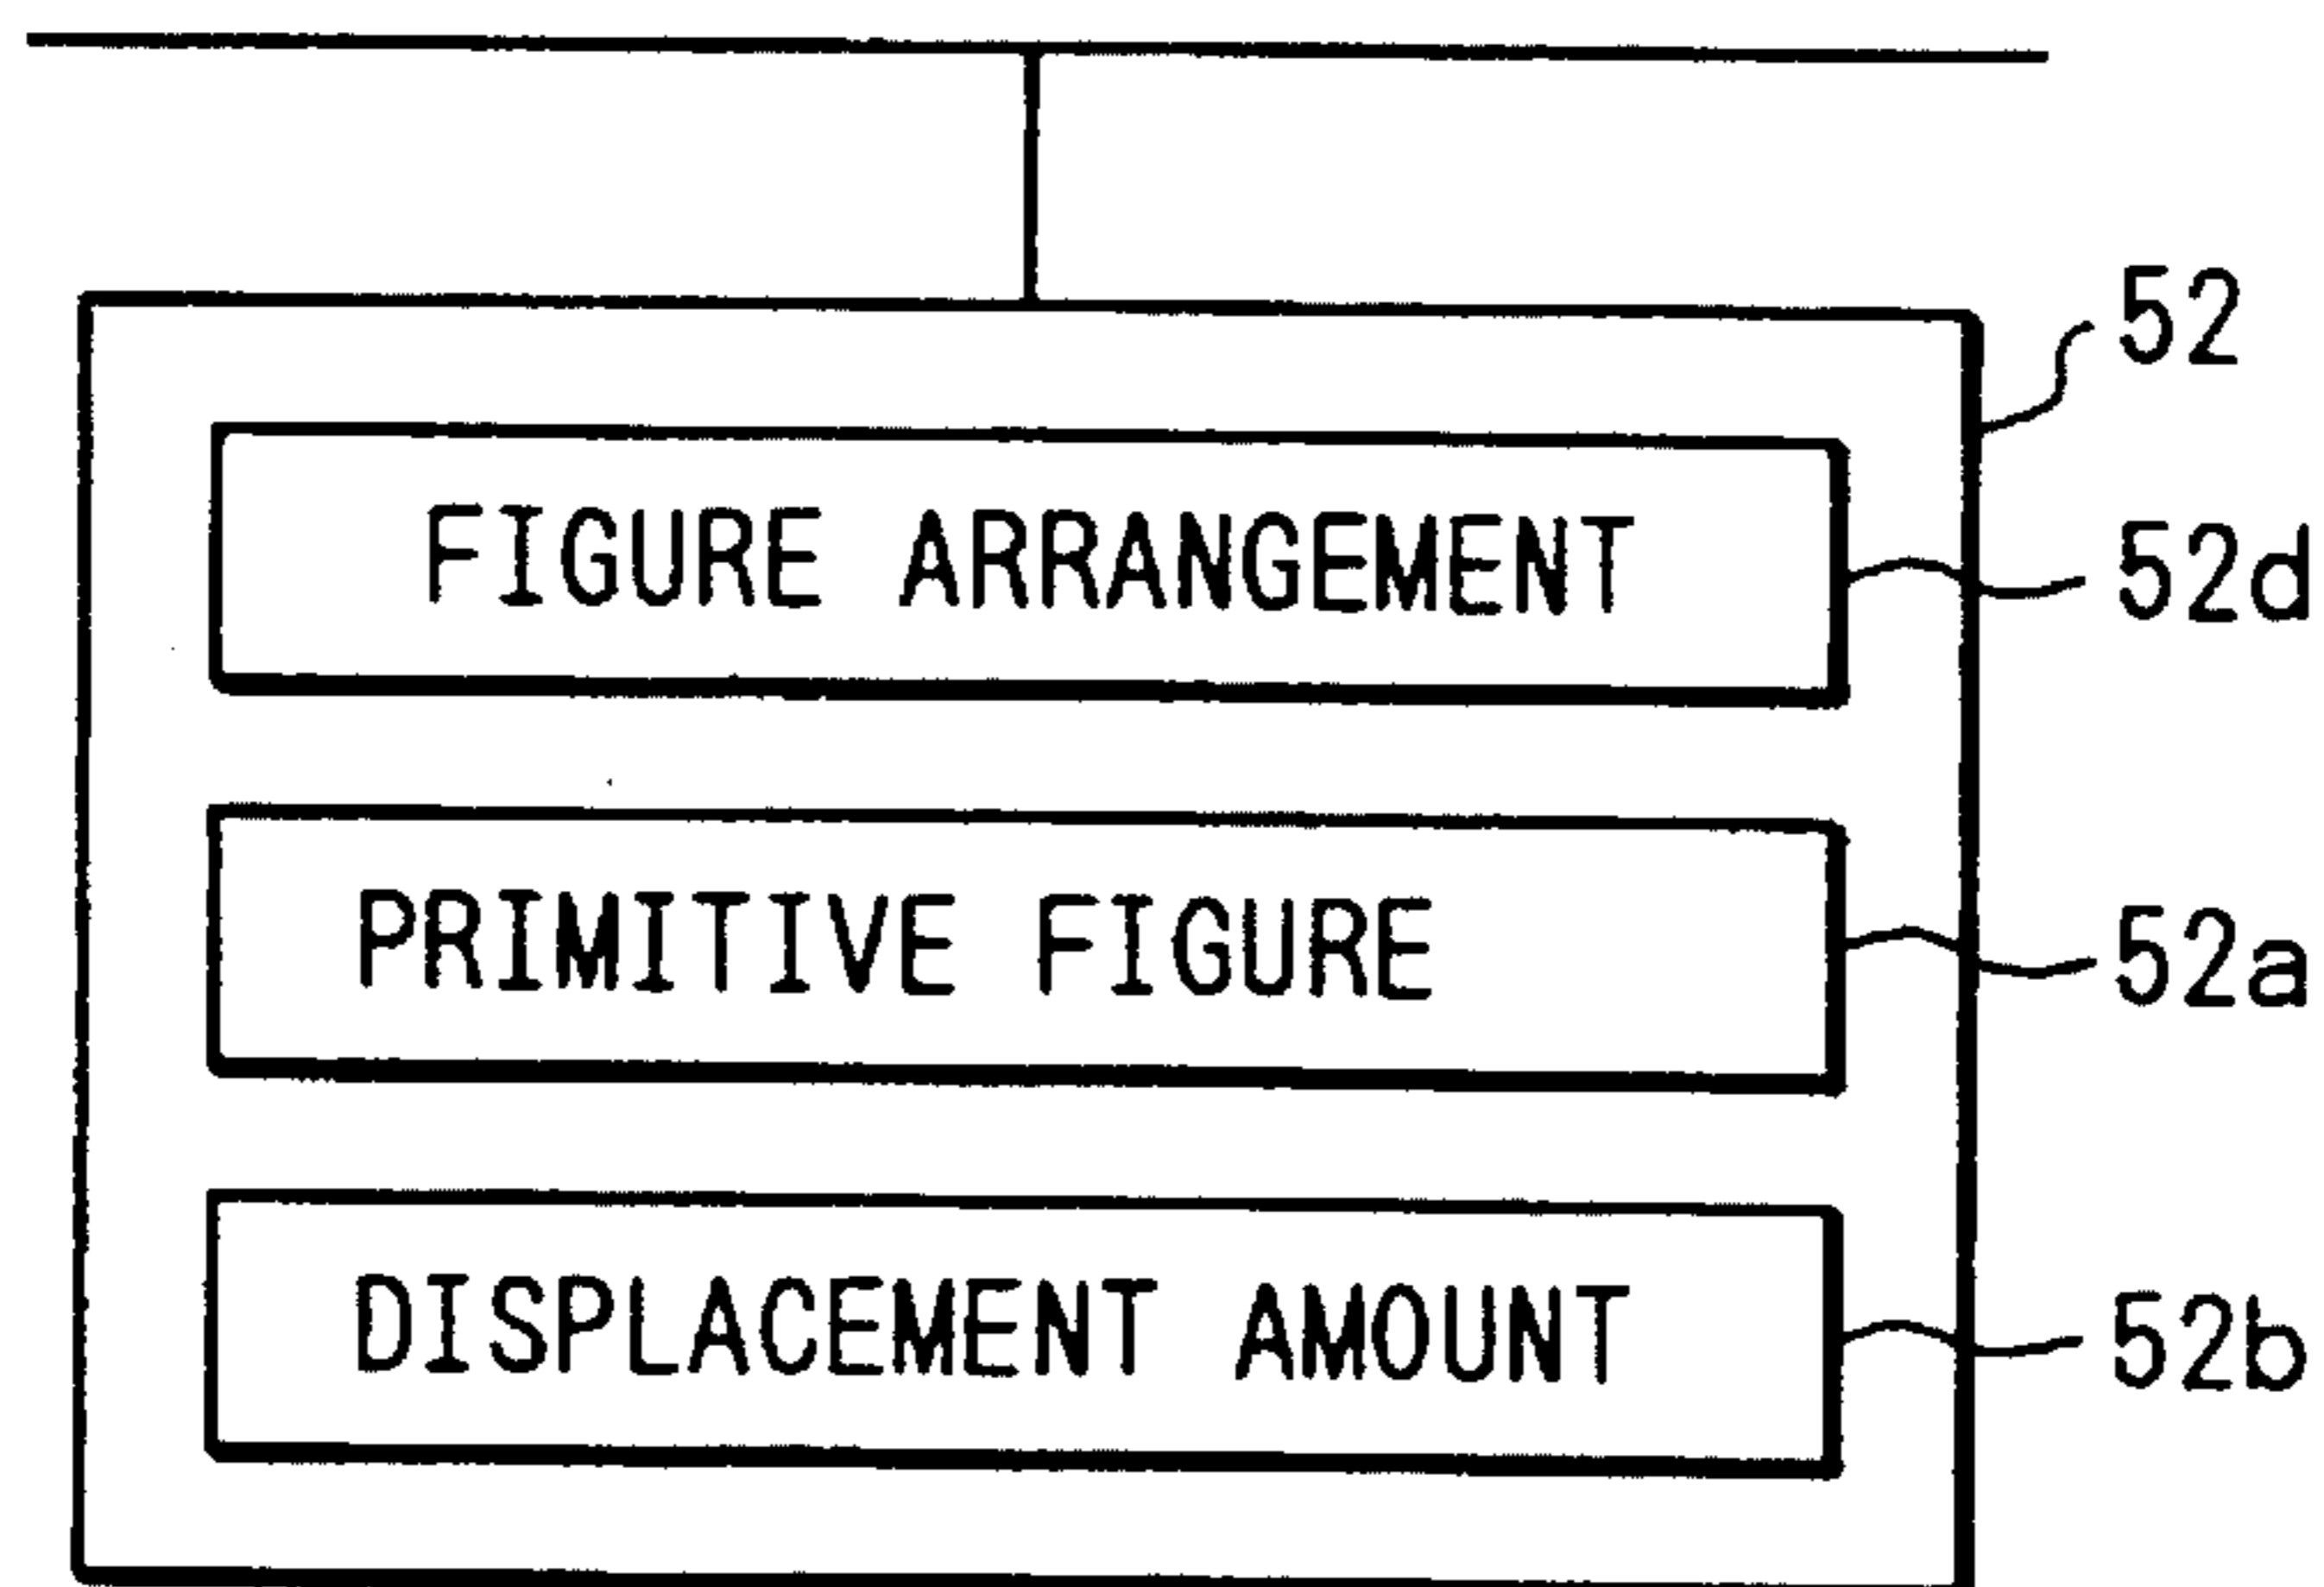 52
FIGURE ARRANGEMENT 52d
PRIMITIVE FIGURE 52a
DISPLACEMENT AMOUNT 52b